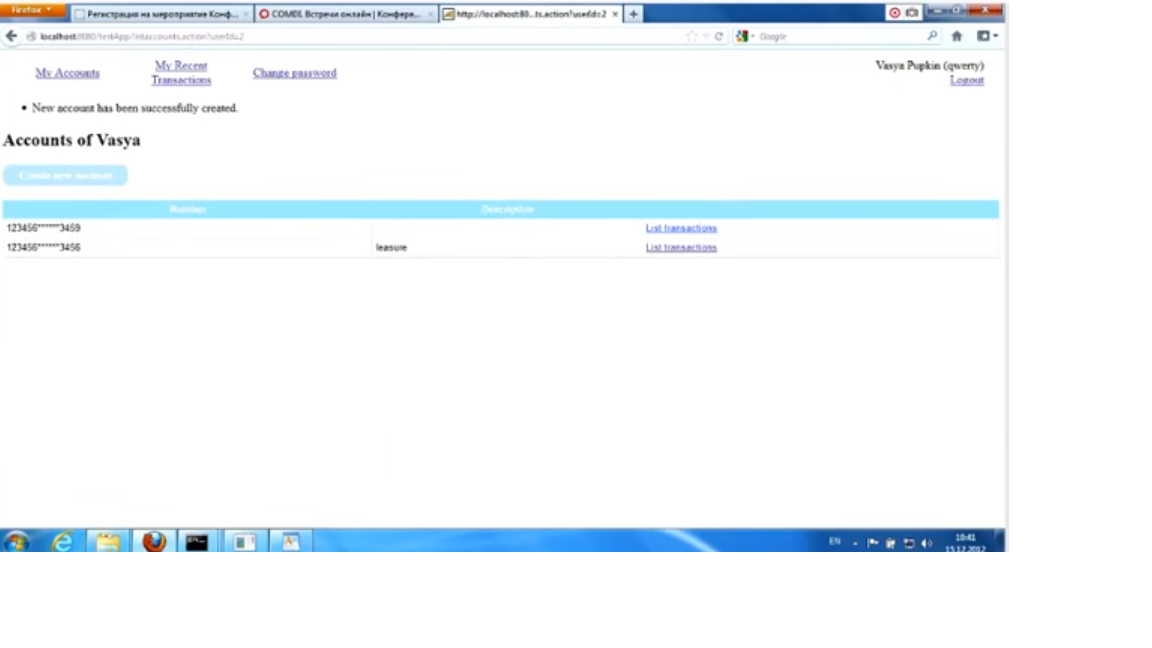 Firefox
Регистрация на мероприятие Конф...
COMDI. Встречи онлайн | Конфере...
http://localhost:80...ts.action?userId=2
localhost:8080/testApp/intaccounts.action?userId=2
Google
My Accounts
My Recent Transactions
Change password
Vasya Pupkin (qwerty)
Logout
• New account has been successfully created.
Accounts of Vasya
Create new account
Number
Description
123456******3459
List transactions
123456******3456
leasure
List transactions
EN
10:41
15.12.2012